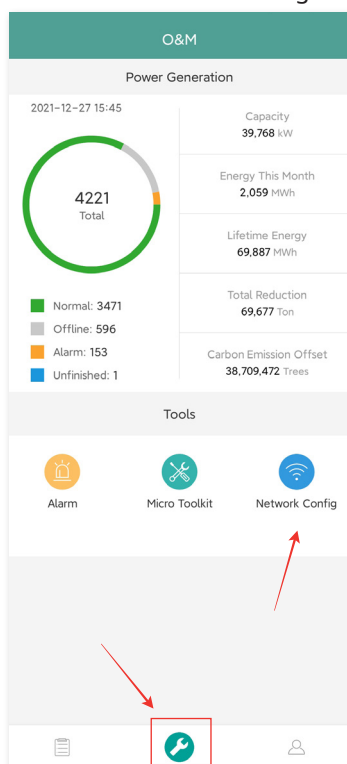 O&M
Power Generation
2021-12-27 15:45
4221
Total
Normal: 3471
Offline: 596
Alarm: 153
Unfinished: 1
Capacity
39,768 kW
Energy This Month
2,059 MWh
Lifetime Energy
69,887 MWh
Total Reduction
69,677 Ton
Carbon Emission Offset
38,709,472 Trees
Tools
Alarm
Micro Toolkit
Network Config